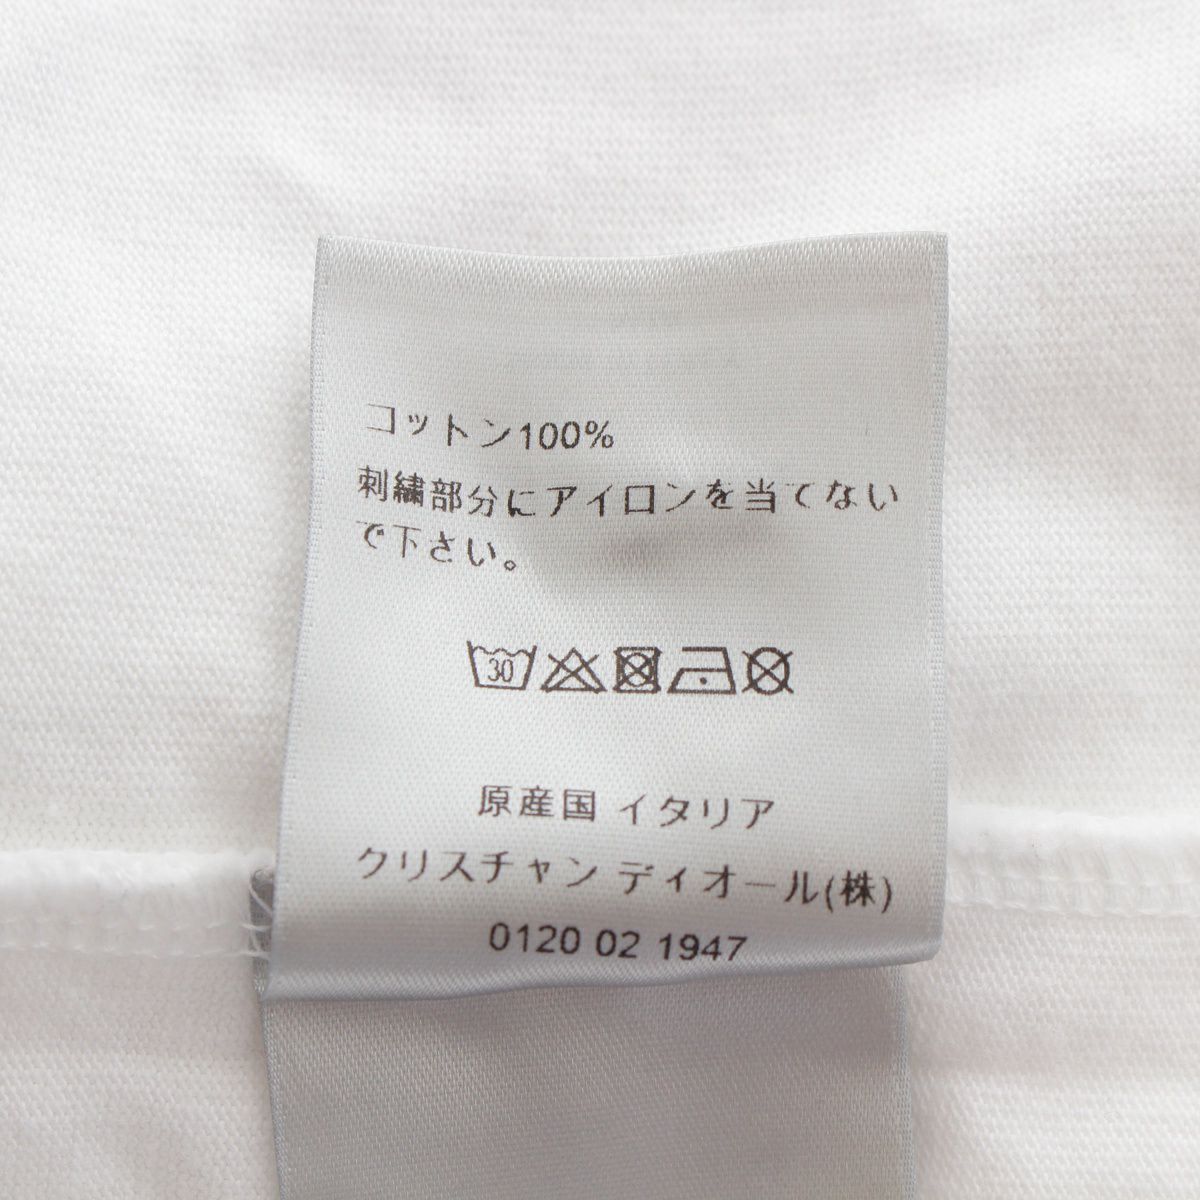 コットン100%
刺繍部分にアイロンを当てない
で下さい。
30
原産国 イタリア
クリスチャン ディオール(株)
0120 02 1947